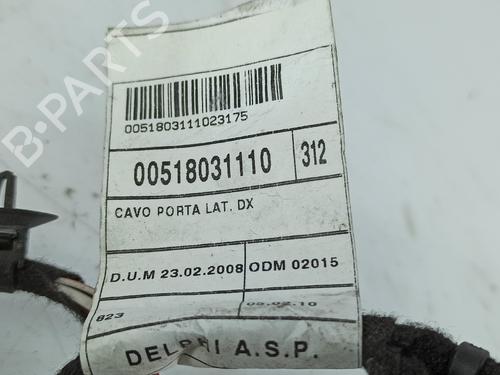 0051803111023175
00518031110
312
CAVO PORTA LAT. DX
D.U.M 23.02.2008
ODM 02015
823
DELPHI A.S.P.
B-PARTS